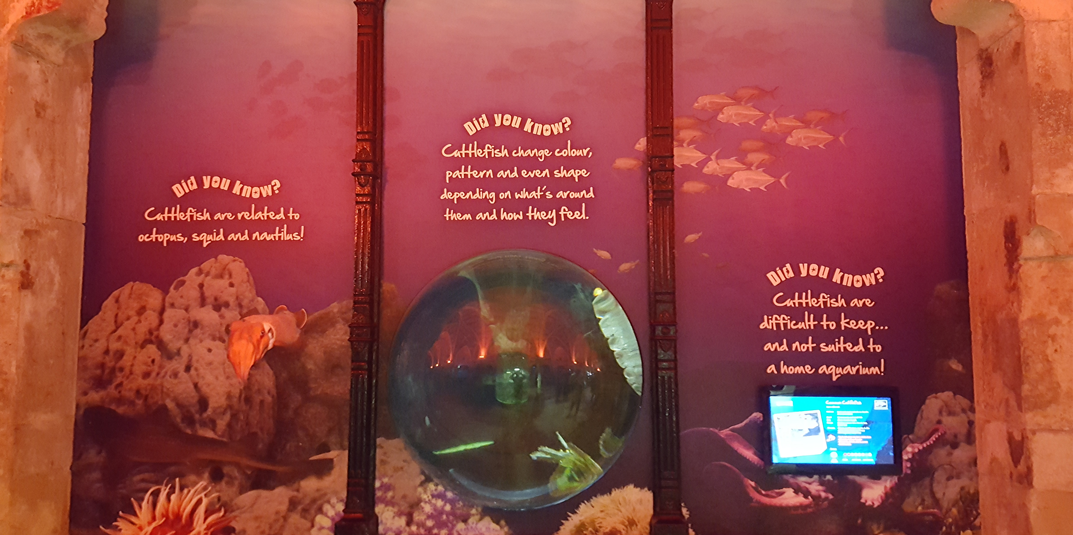 Did you know?
Cuttlefish are related to
octopus, squid and nautilus!
Did you know?
Cuttlefish change colour,
pattern and even shape
depending on what's around
them and how they feel.
Did you know?
Cuttlefish are
difficult to keep...
and not suited to
a home aquarium!